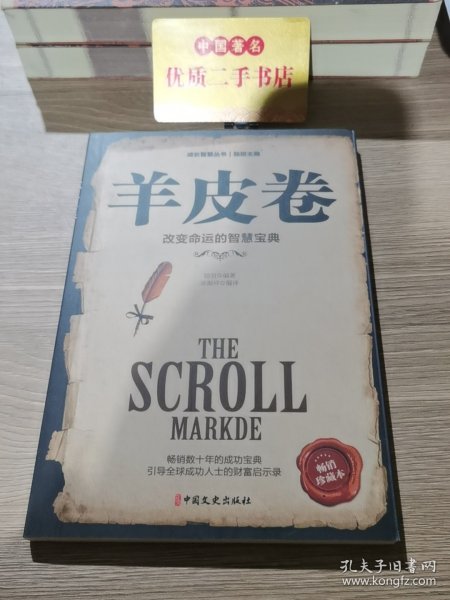 中国著名
优质二手书店
成长智慧丛书
羊皮卷
改变命运的智慧宝典
THE
SCROLL
MARKDE
畅销数十年的成功宝典
引导全球成功人士的财富启示录
畅销
珍藏本
中国文史出版社
孔夫子旧书网
www.kongfz.com